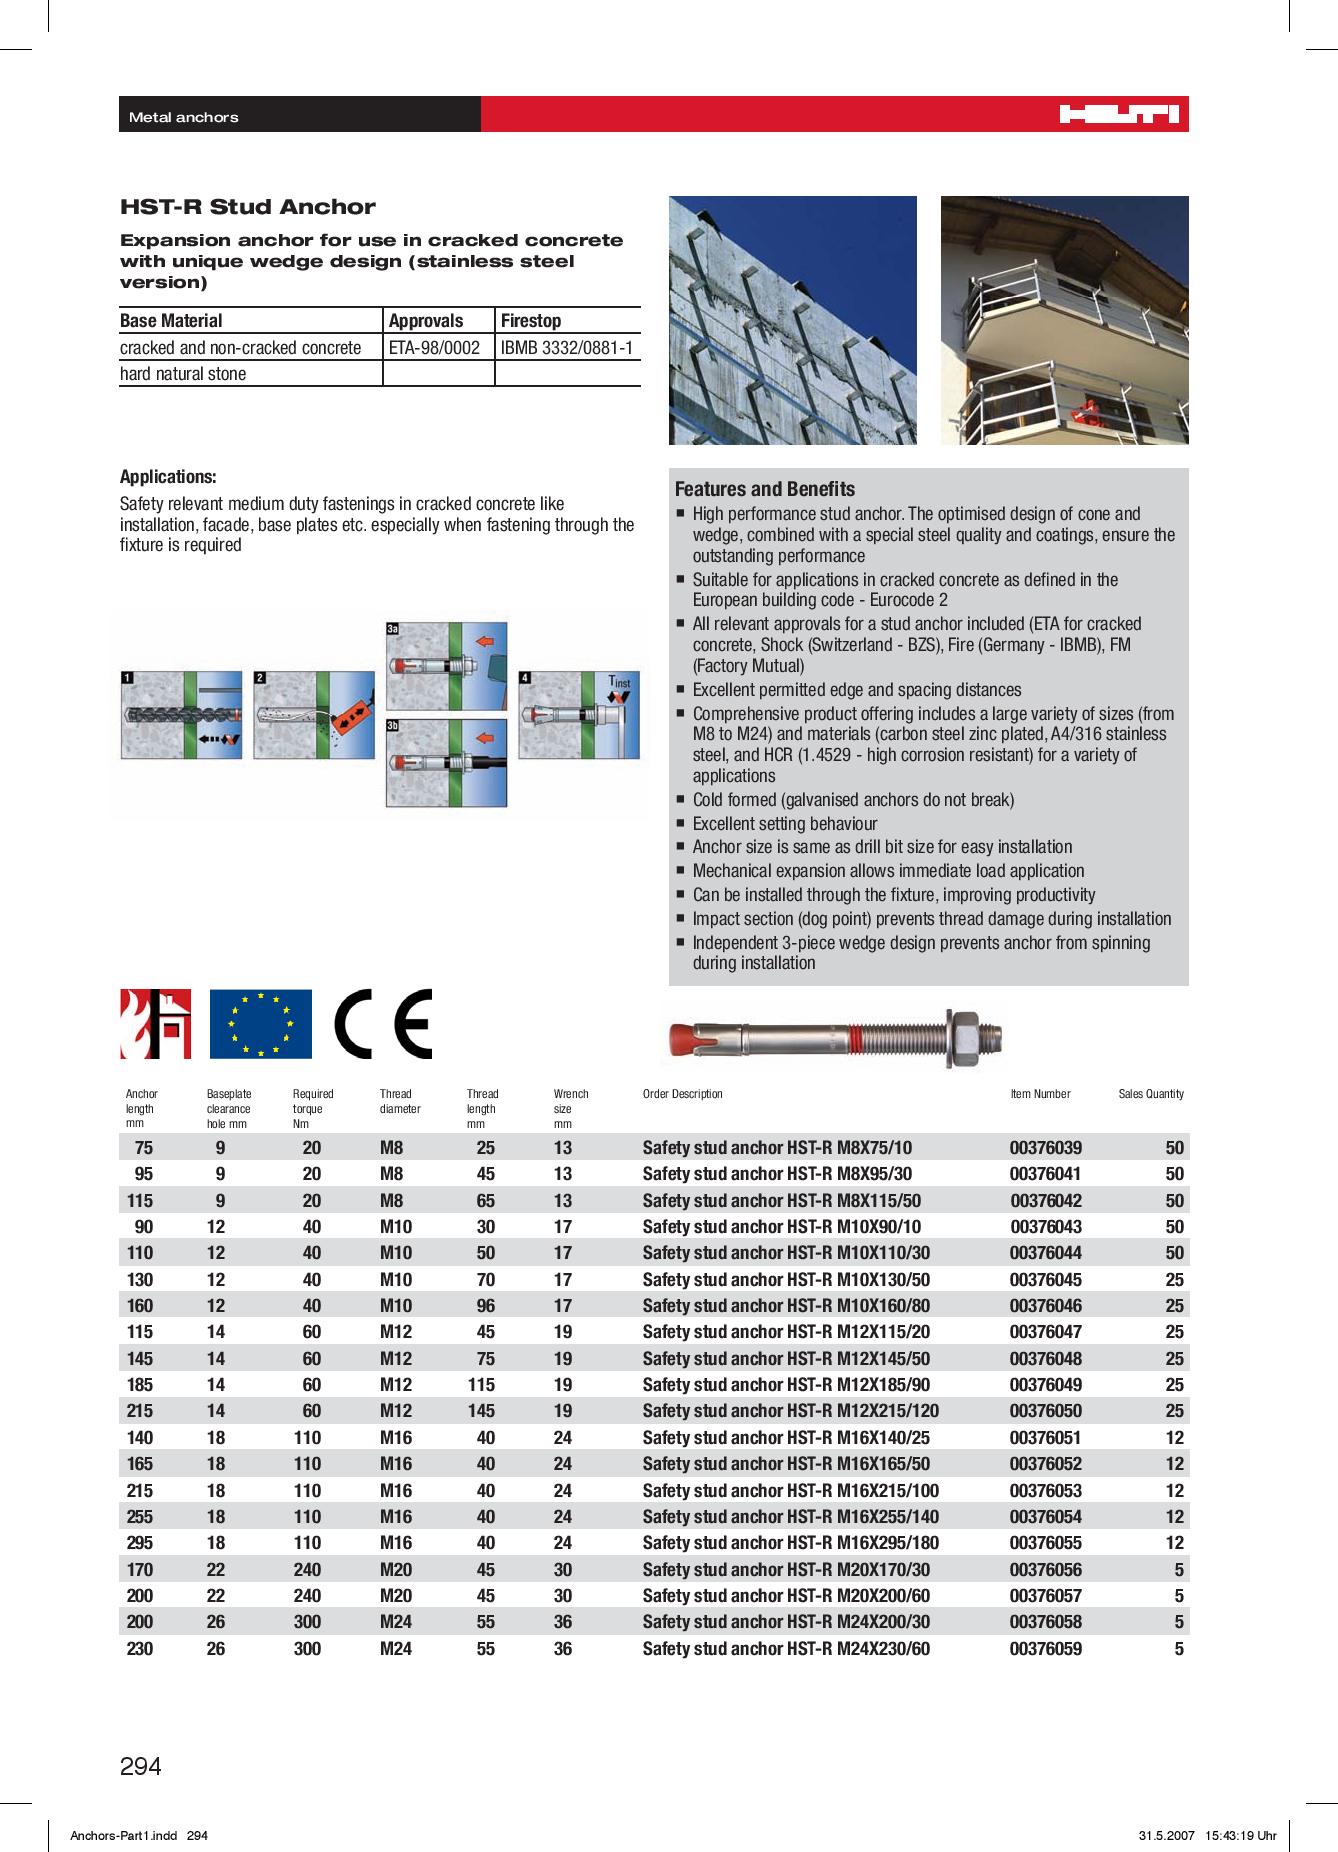 Metal anchors
HILTI
HST-R Stud Anchor
Expansion anchor for use in cracked concrete
with unique wedge design (stainless steel
version)
Base Material Approvals Firestop
cracked and non-cracked concrete ETA-98/0002 IBMB 3332/0881-1
hard natural stone
Applications:
Safety relevant medium duty fastenings in cracked concrete like
installation, facade, base plates etc. especially when fastening through the
fixture is required
1
2
3a
3b
4
Tinst
Features and Benefits
■ High performance stud anchor. The optimised design of cone and
wedge, combined with a special steel quality and coatings, ensure the
outstanding performance
■ Suitable for applications in cracked concrete as defined in the
European building code - Eurocode 2
■ All relevant approvals for a stud anchor included (ETA for cracked
concrete, Shock (Switzerland - BZS), Fire (Germany - IBMB), FM
(Factory Mutual)
■ Excellent permitted edge and spacing distances
■ Comprehensive product offering includes a large variety of sizes (from
M8 to M24) and materials (carbon steel zinc plated, A4/316 stainless
steel, and HCR (1.4529 - high corrosion resistant) for a variety of
applications
■ Cold formed (galvanised anchors do not break)
■ Excellent setting behaviour
■ Anchor size is same as drill bit size for easy installation
■ Mechanical expansion allows immediate load application
■ Can be installed through the fixture, improving productivity
■ Impact section (dog point) prevents thread damage during installation
■ Independent 3-piece wedge design prevents anchor from spinning
during installation
CE
Anchor Baseplate Required Thread Thread Wrench Order Description Item Number Sales Quantity
length clearance torque diameter length size
mm hole mm Nm mm mm
75 9 20 M8 25 13 Safety stud anchor HST-R M8X75/10 00376039 50
95 9 20 M8 45 13 Safety stud anchor HST-R M8X95/30 00376041 50
115 9 20 M8 65 13 Safety stud anchor HST-R M8X115/50 00376042 50
90 12 40 M10 30 17 Safety stud anchor HST-R M10X90/10 00376043 50
110 12 40 M10 50 17 Safety stud anchor HST-R M10X110/30 00376044 50
130 12 40 M10 70 17 Safety stud anchor HST-R M10X130/50 00376045 25
160 12 40 M10 96 17 Safety stud anchor HST-R M10X160/80 00376046 25
115 14 60 M12 45 19 Safety stud anchor HST-R M12X115/20 00376047 25
145 14 60 M12 75 19 Safety stud anchor HST-R M12X145/50 00376048 25
185 14 60 M12 115 19 Safety stud anchor HST-R M12X185/90 00376049 25
215 14 60 M12 145 19 Safety stud anchor HST-R M12X215/120 00376050 25
140 18 110 M16 40 24 Safety stud anchor HST-R M16X140/25 00376051 12
165 18 110 M16 40 24 Safety stud anchor HST-R M16X165/50 00376052 12
215 18 110 M16 40 24 Safety stud anchor HST-R M16X215/100 00376053 12
255 18 110 M16 40 24 Safety stud anchor HST-R M16X255/140 00376054 12
295 18 110 M16 40 24 Safety stud anchor HST-R M16X295/180 00376055 12
170 22 240 M20 45 30 Safety stud anchor HST-R M20X170/30 00376056 5
200 22 240 M20 45 30 Safety stud anchor HST-R M20X200/60 00376057 5
200 26 300 M24 55 36 Safety stud anchor HST-R M24X200/30 00376058 5
230 26 300 M24 55 36 Safety stud anchor HST-R M24X230/60 00376059 5
294
Anchors-Part1.indd 294 31.5.2007 15:43:19 Uhr